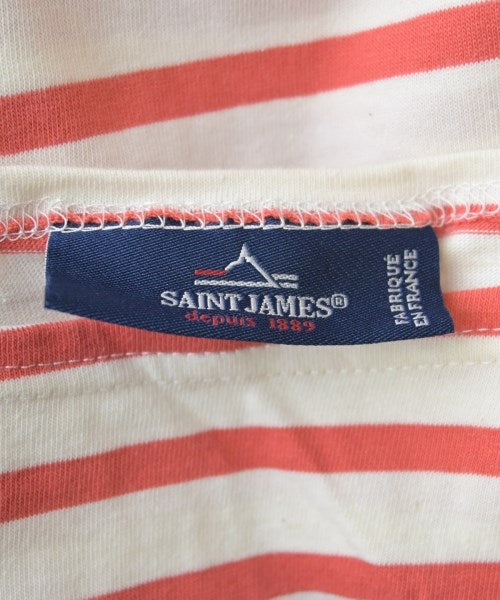 SAINT JAMES®
depuis 1889
FABRIQUÉ
EN FRANCE